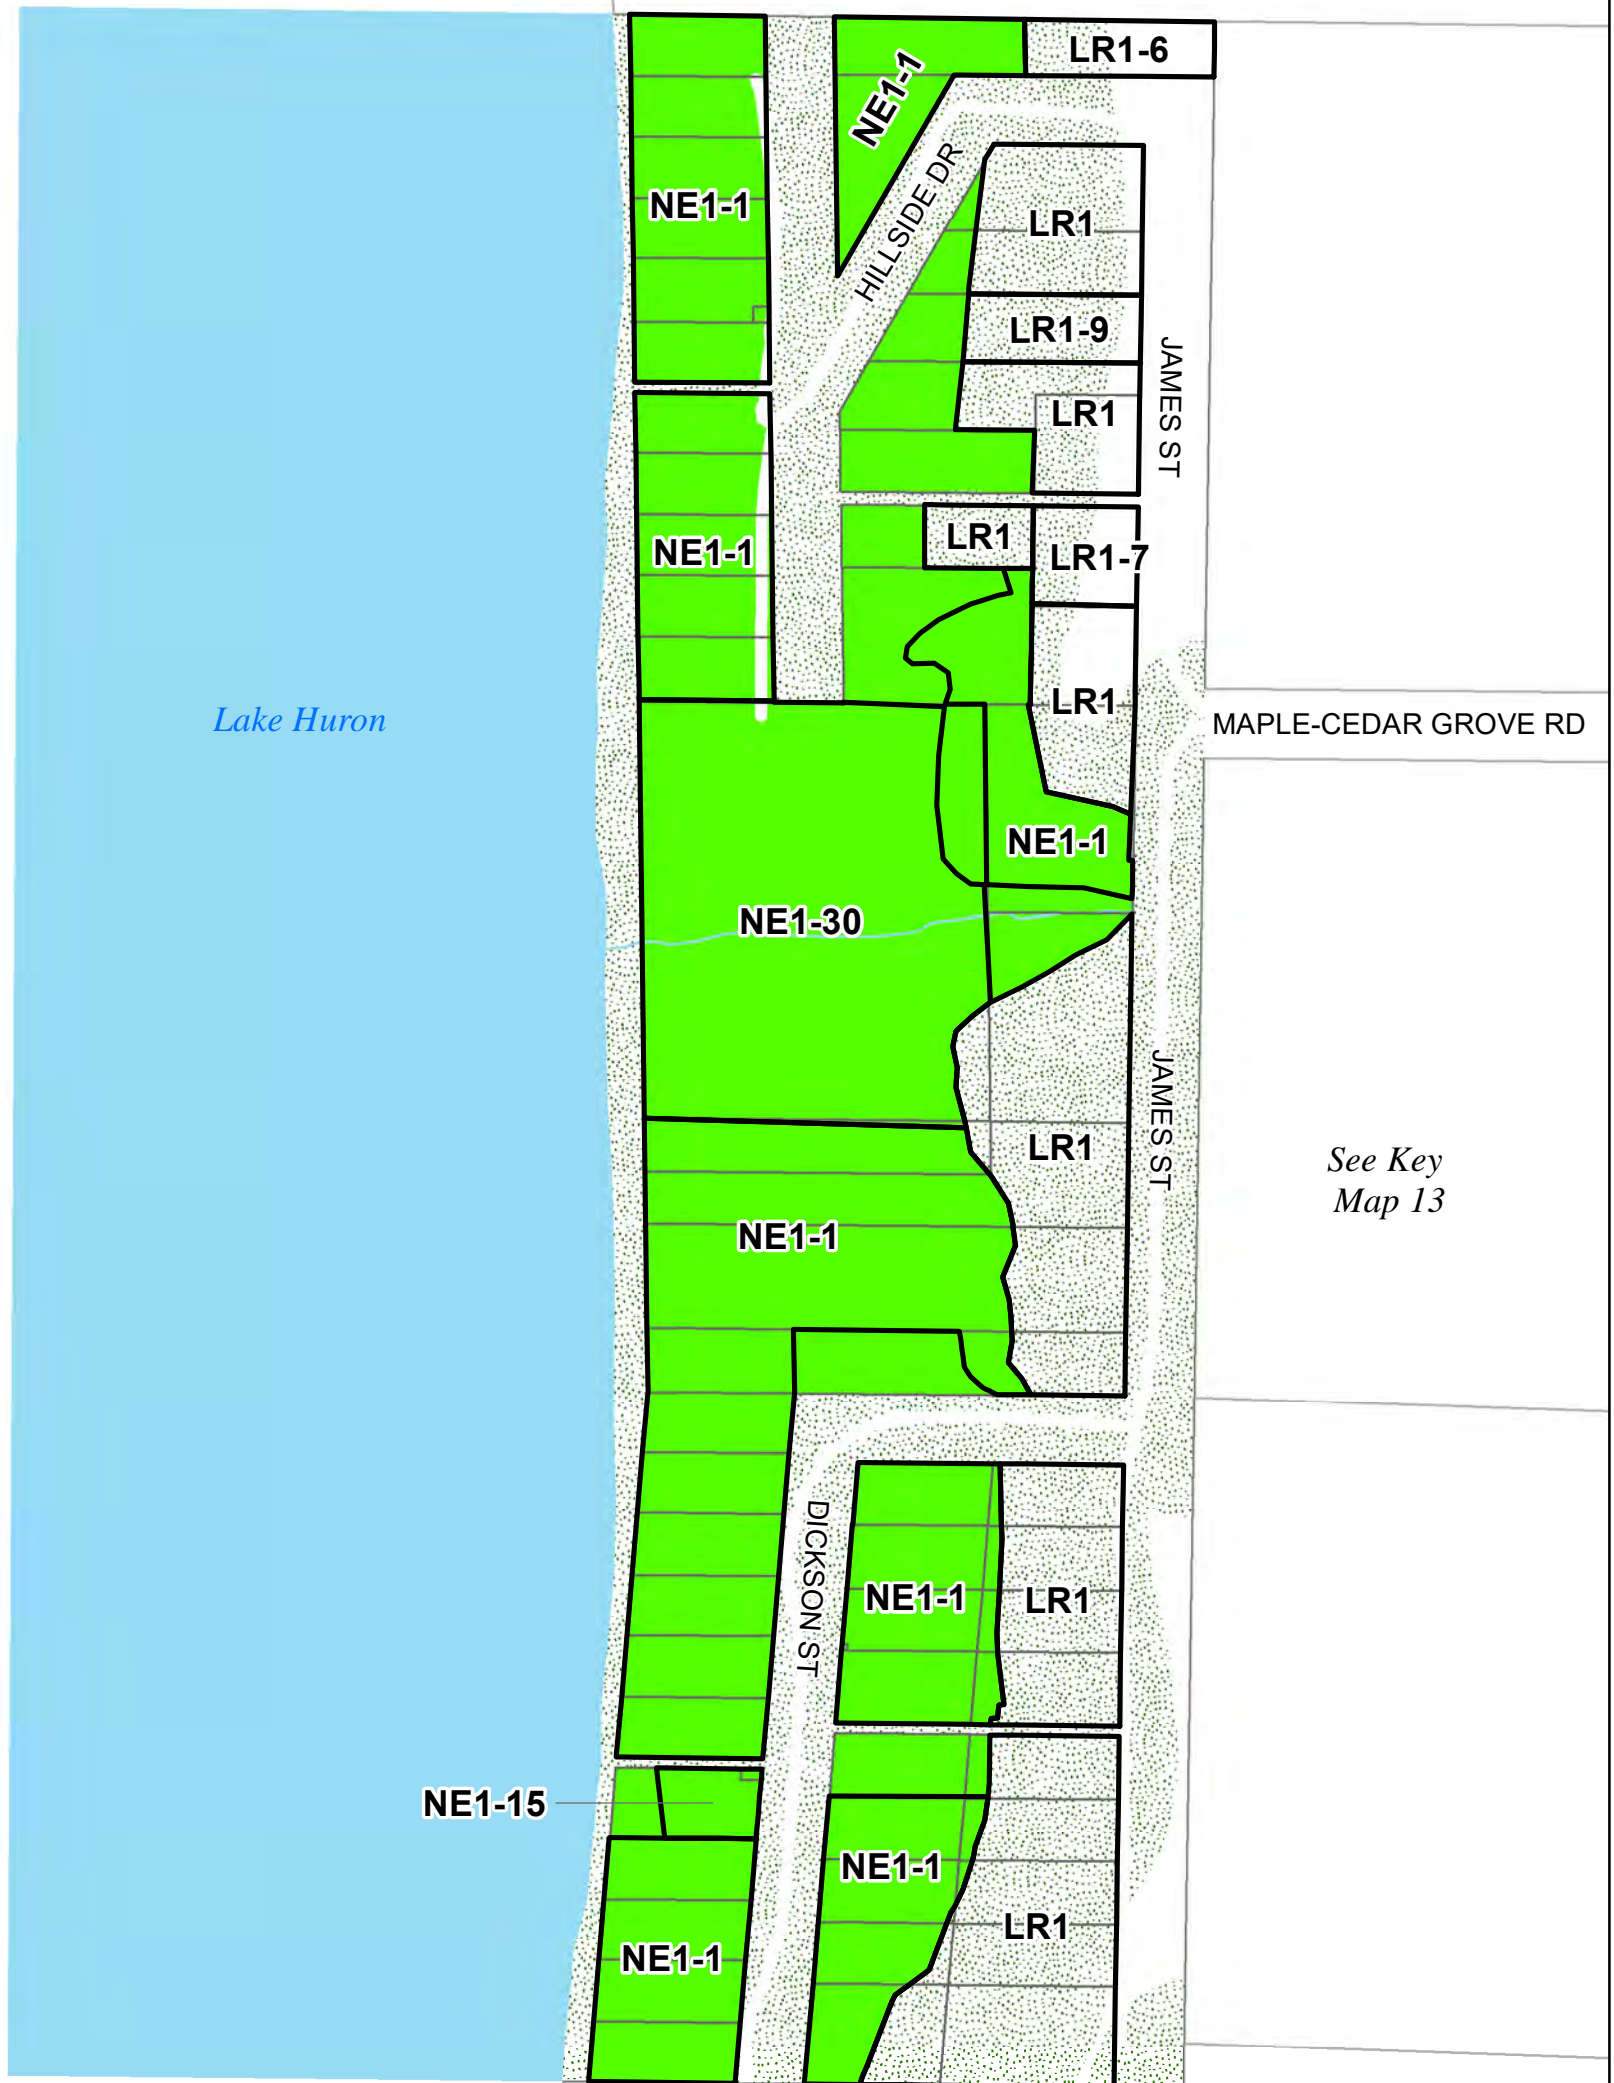 LR1-6
NE1-1
HILLSIDE DR
NE1-1
LR1
LR1-9
JAMES ST
LR1
LR1
LR1-7
NE1-1
LR1
Lake Huron
MAPLE-CEDAR GROVE RD
NE1-1
NE1-30
JAMES ST
LR1
See Key
Map 13
NE1-1
DICKSON ST
NE1-1
LR1
NE1-15
NE1-1
LR1
NE1-1